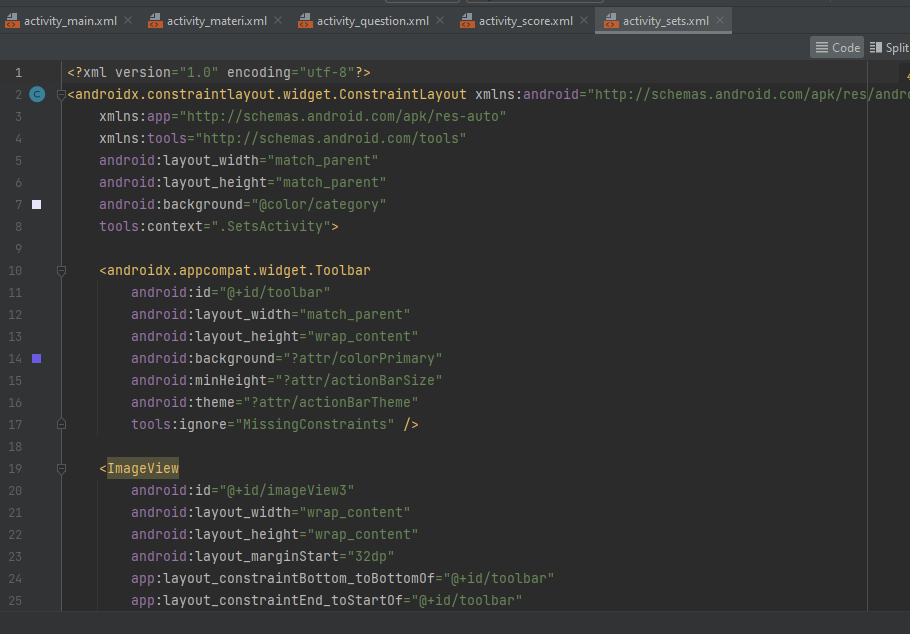 activity_main.xml activity_materi.xml activity_question.xml activity_score.xml activity_sets.xml
Code Split
1 <?xml version="1.0" encoding="utf-8"?>
2 <androidx.constraintlayout.widget.ConstraintLayout xmlns:android="http://schemas.android.com/apk/res/andro
3 xmlns:app="http://schemas.android.com/apk/res-auto"
4 xmlns:tools="http://schemas.android.com/tools"
5 android:layout_width="match_parent"
6 android:layout_height="match_parent"
7 android:background="@color/category"
8 tools:context=".SetsActivity">
9
10 <androidx.appcompat.widget.Toolbar
11 android:id="@+id/toolbar"
12 android:layout_width="match_parent"
13 android:layout_height="wrap_content"
14 android:background="?attr/colorPrimary"
15 android:minHeight="?attr/actionBarSize"
16 android:theme="?attr/actionBarTheme"
17 tools:ignore="MissingConstraints" />
18
19 <ImageView
20 android:id="@+id/imageView3"
21 android:layout_width="wrap_content"
22 android:layout_height="wrap_content"
23 android:layout_marginStart="32dp"
24 app:layout_constraintBottom_toBottomOf="@+id/toolbar"
25 app:layout_constraintEnd_toStartOf="@+id/toolbar"